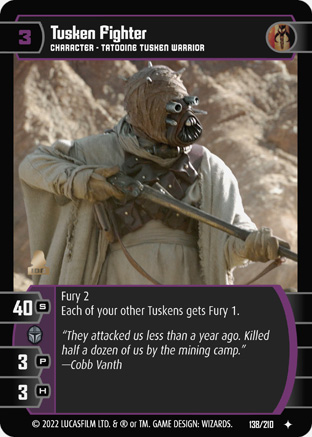 3
Tusken Fighter
CHARACTER - TATOOINE TUSKEN WARRIOR
40 S
3 P
3 H
Fury 2
Each of your other Tuskens gets Fury 1.
“They attacked us less than a year ago. Killed
half a dozen of us by the mining camp.”
—Cobb Vanth
© 2022 LUCASFILM LTD. & ® or TM. GAME DESIGN: WIZARDS. 138/210